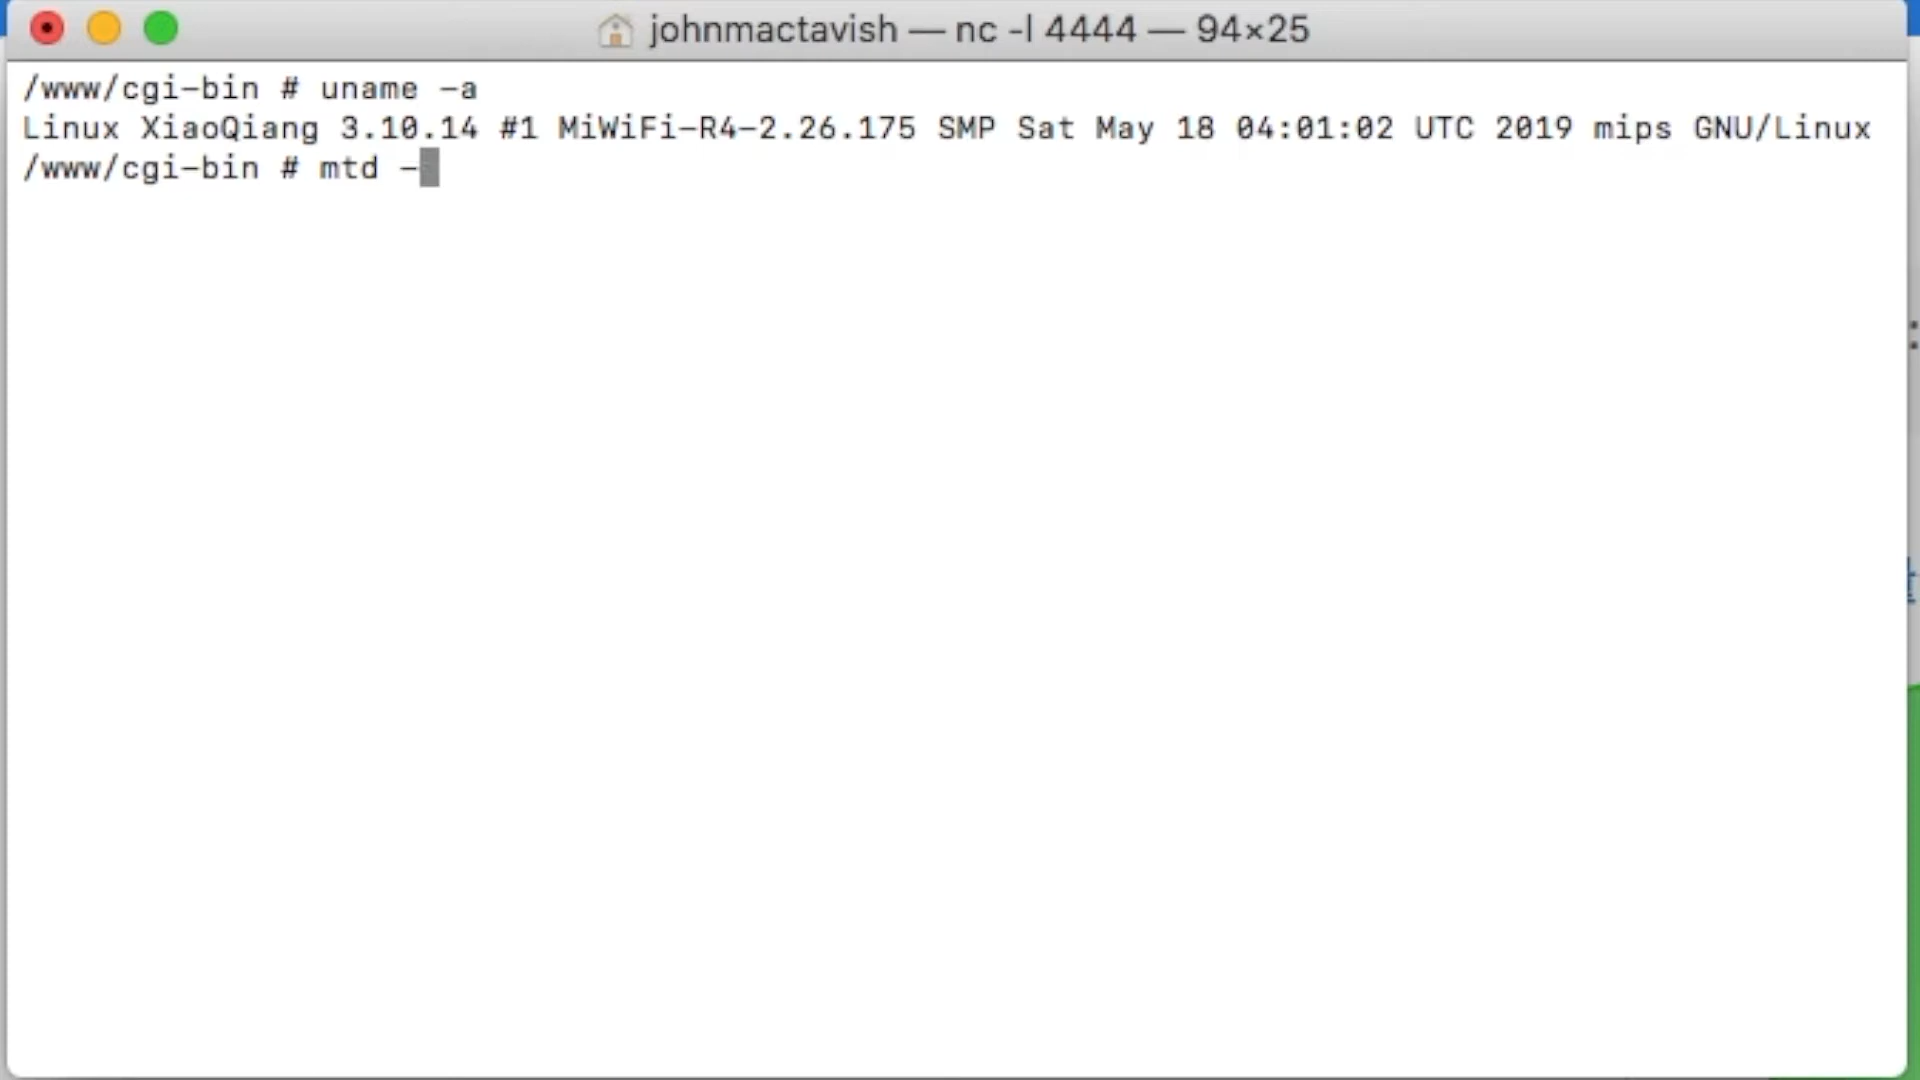 johnmactavish — nc -l 4444 — 94×25
/www/cgi-bin # uname -a
Linux XiaoQiang 3.10.14 #1 MiWiFi-R4-2.26.175 SMP Sat May 18 04:01:02 UTC 2019 mips GNU/Linux
/www/cgi-bin # mtd -